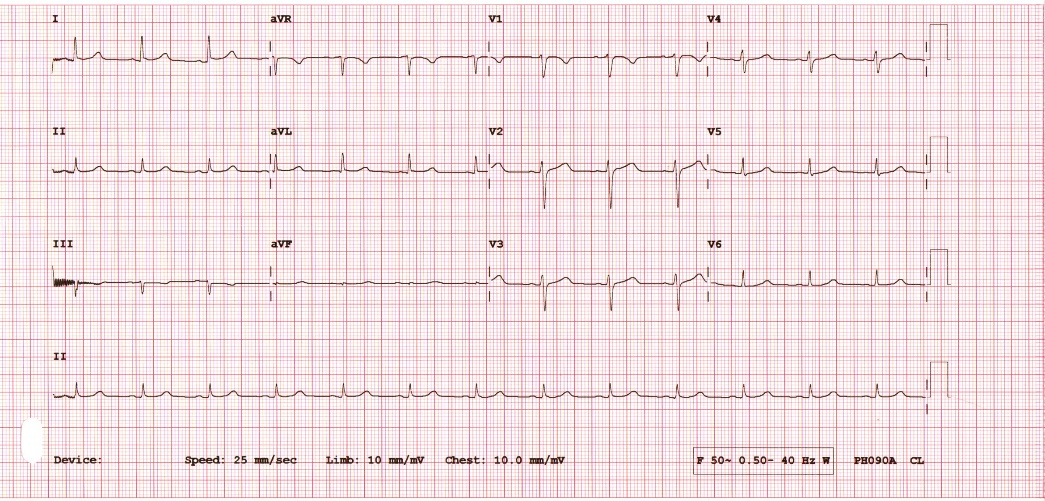 I aVR V1 V4
II aVL V2 V5
III aVF V3 V6
II
Device: Speed: 25 mm/sec Limb: 10 mm/mV Chest: 10.0 mm/mV F 50~ 0.50- 40 Hz W PH090A CL